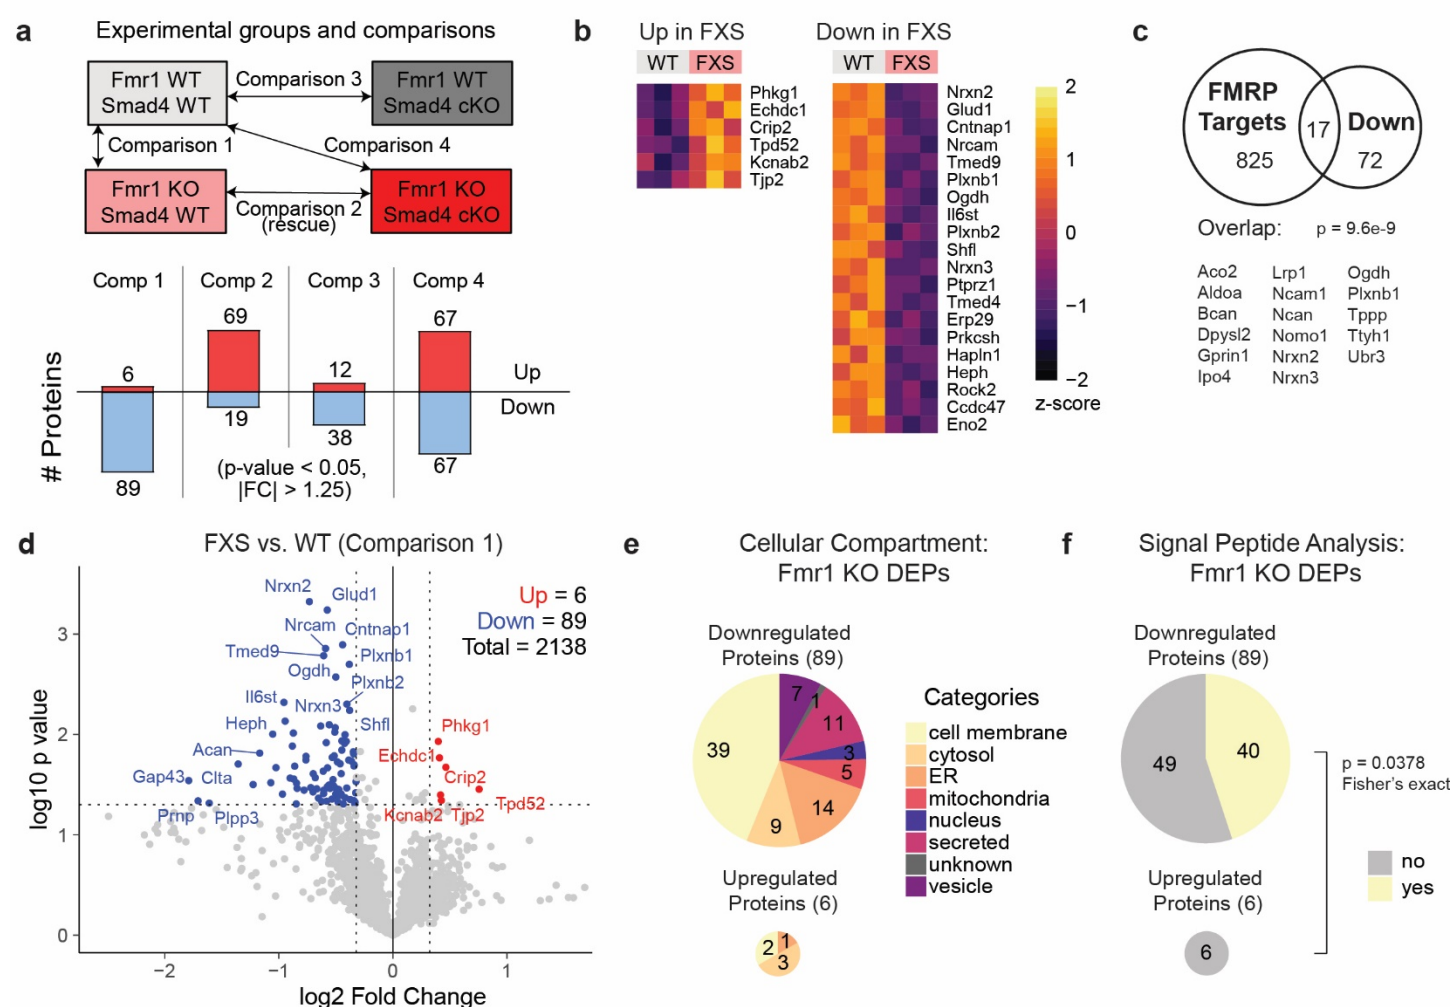 a
Experimental groups and comparisons
Fmr1 WT
Smad4 WT
Comparison 3
Fmr1 WT
Smad4 cKO
Comparison 1
Comparison 4
Fmr1 KO
Smad4 WT
Comparison 2
(rescue)
Fmr1 KO
Smad4 cKO
Comp 1
Comp 2
Comp 3
Comp 4
# Proteins
6
69
12
67
Up
Down
89
19
38
67
(p-value < 0.05,
|FC| > 1.25)
b
Up in FXS
WT
FXS
Phkg1
Echdc1
Crip2
Tpd52
Kcnab2
Tjp2
Down in FXS
WT
FXS
Nrxn2
Glud1
Cntnap1
Nrcam
Tmed9
Plxnb1
Ogdh
Il6st
Plxnb2
Shfl
Nrxn3
Ptprz1
Tmed4
Erp29
Prkcsh
Hapln1
Heph
Rock2
Ccdc47
Eno2
2
1
0
−1
−2
z-score
c
FMRP
Targets
825
17
Down
72
Overlap:
p = 9.6e-9
Aco2
Aldoa
Bcan
Dpysl2
Gprin1
Ipo4
Lrp1
Ncam1
Ncan
Nomo1
Nrxn2
Nrxn3
Ogdh
Plxnb1
Tppp
Ttyh1
Ubr3
d
FXS vs. WT (Comparison 1)
Up = 6
Down = 89
Total = 2138
Nrxn2
Glud1
Nrcam
Cntnap1
Tmed9
Plxnb1
Ogdh
Plxnb2
Il6st
Nrxn3
Heph
Shfl
Phkg1
Acan
Echdc1
Gap43
Clta
Crip2
Tpd52
Prnp
Plpp3
Kcnab2
Tjp2
log10 p value
3
2
1
0
−2
−1
0
1
log2 Fold Change
e
Cellular Compartment:
Fmr1 KO DEPs
Downregulated
Proteins (89)
7
1
11
3
5
14
9
39
Upregulated
Proteins (6)
2
1
3
Categories
cell membrane
cytosol
ER
mitochondria
nucleus
secreted
unknown
vesicle
f
Signal Peptide Analysis:
Fmr1 KO DEPs
Downregulated
Proteins (89)
49
40
p = 0.0378
Fisher's exact
Upregulated
Proteins (6)
6
no
yes